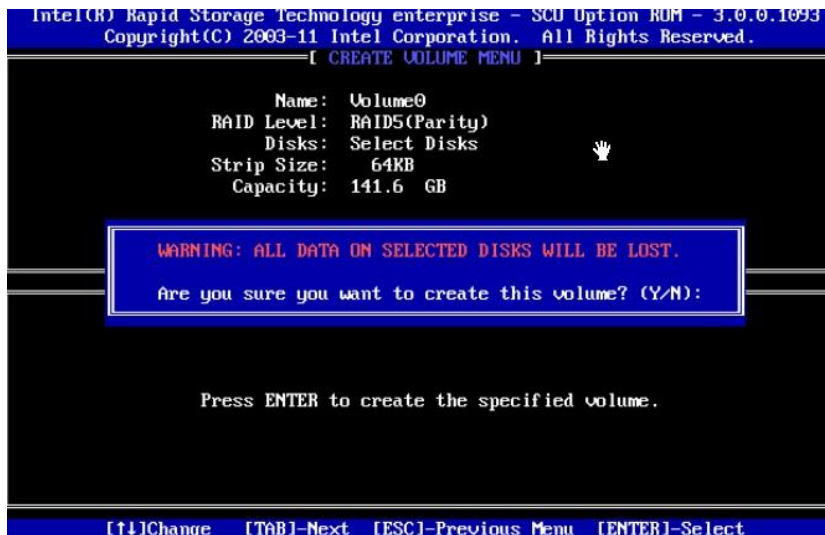 Intel(R) Rapid Storage Technology enterprise - SCU Option ROM - 3.0.0.1093
Copyright(C) 2003-11 Intel Corporation. All Rights Reserved.
[ CREATE VOLUME MENU ]
Name: Volume0
RAID Level: RAID5(Parity)
Disks: Select Disks
Strip Size: 64KB
Capacity: 141.6 GB
WARNING: ALL DATA ON SELECTED DISKS WILL BE LOST.
Are you sure you want to create this volume? (Y/N):
Press ENTER to create the specified volume.
[↑↓]Change [TAB]-Next [ESC]-Previous Menu [ENTER]-Select